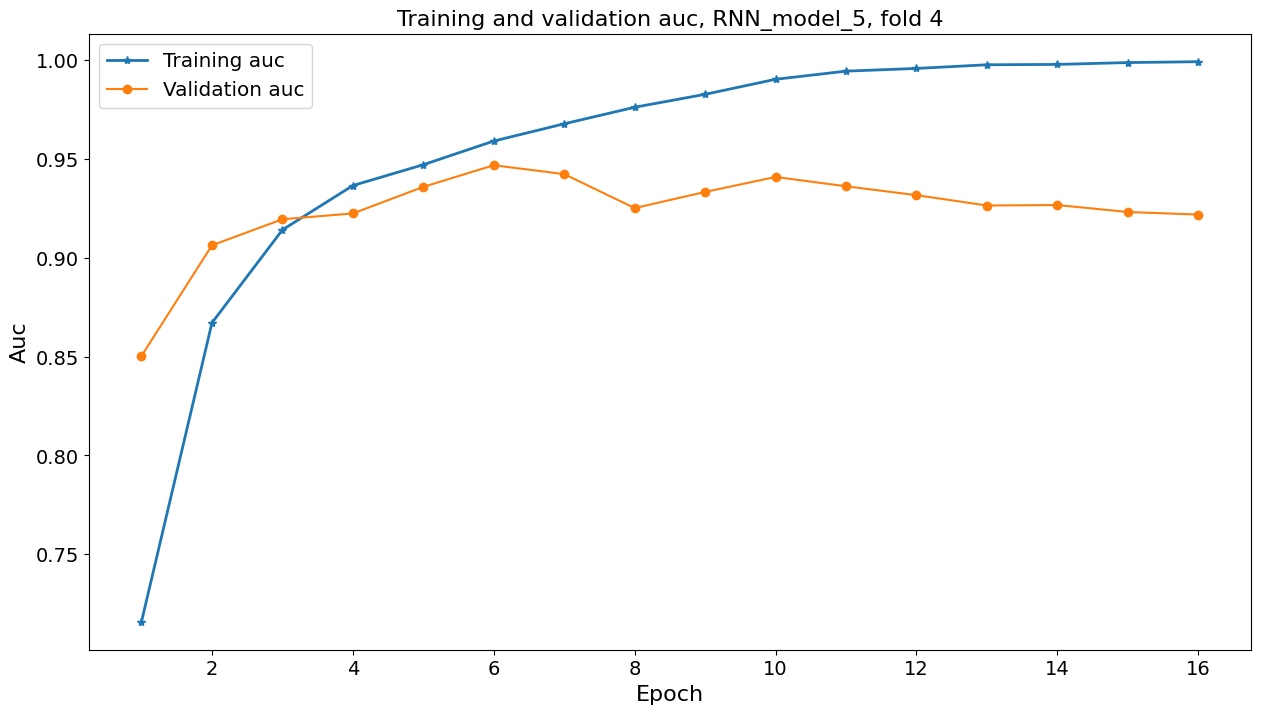 Training and validation auc, RNN_model_5, fold 4
Training auc
Validation auc
1.00
0.95
0.90
0.85
0.80
0.75
Auc
2 4 6 8 10 12 14 16
Epoch